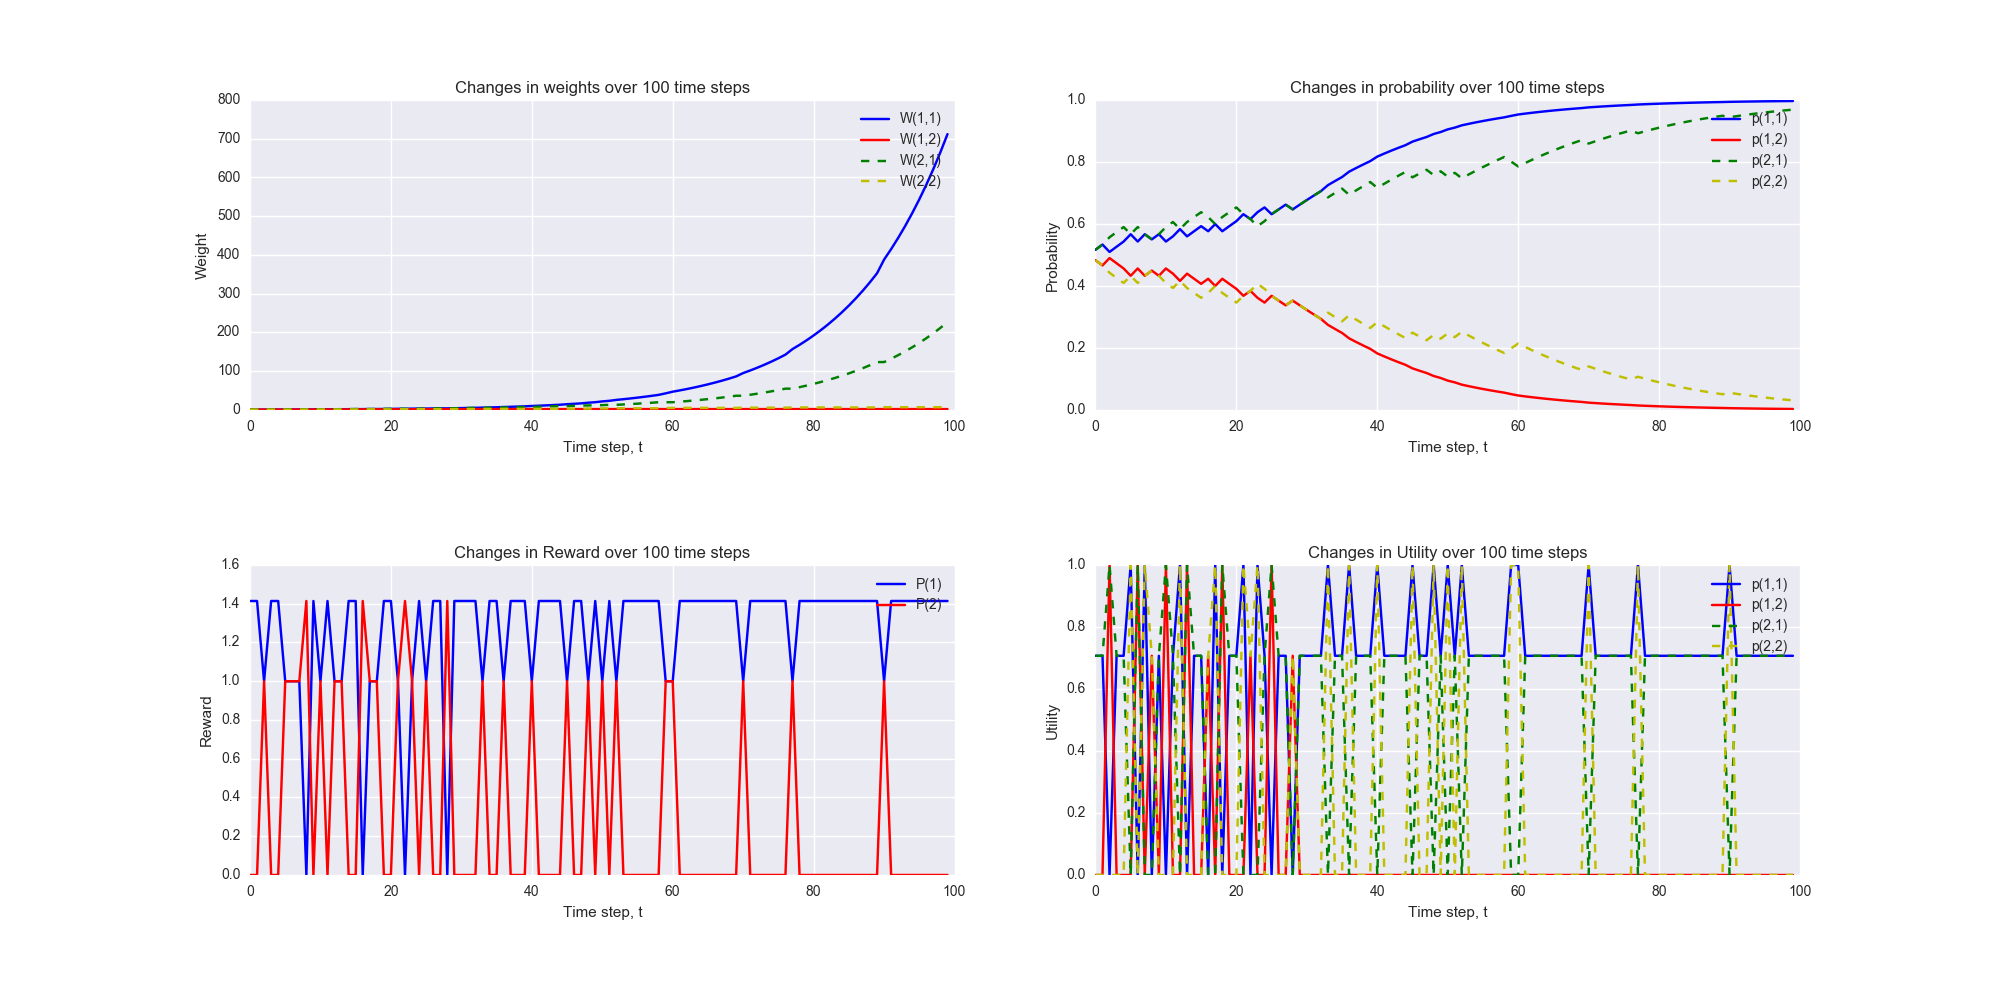 Changes in weights over 100 time steps
800
700
600
500
400
300
200
100
0
Weight
0 20 40 60 80 100
Time step, t
W(1,1)
W(1,2)
W(2,1)
W(2,2)
Changes in probability over 100 time steps
1.0
0.8
0.6
0.4
0.2
0.0
Probability
0 20 40 60 80 100
Time step, t
p(1,1)
p(1,2)
p(2,1)
p(2,2)
Changes in Reward over 100 time steps
1.6
1.4
1.2
1.0
0.8
0.6
0.4
0.2
0.0
Reward
0 20 40 60 80 100
Time step, t
P(1)
P(2)
Changes in Utility over 100 time steps
1.0
0.8
0.6
0.4
0.2
0.0
Utility
0 20 40 60 80 100
Time step, t
p(1,1)
p(1,2)
p(2,1)
p(2,2)